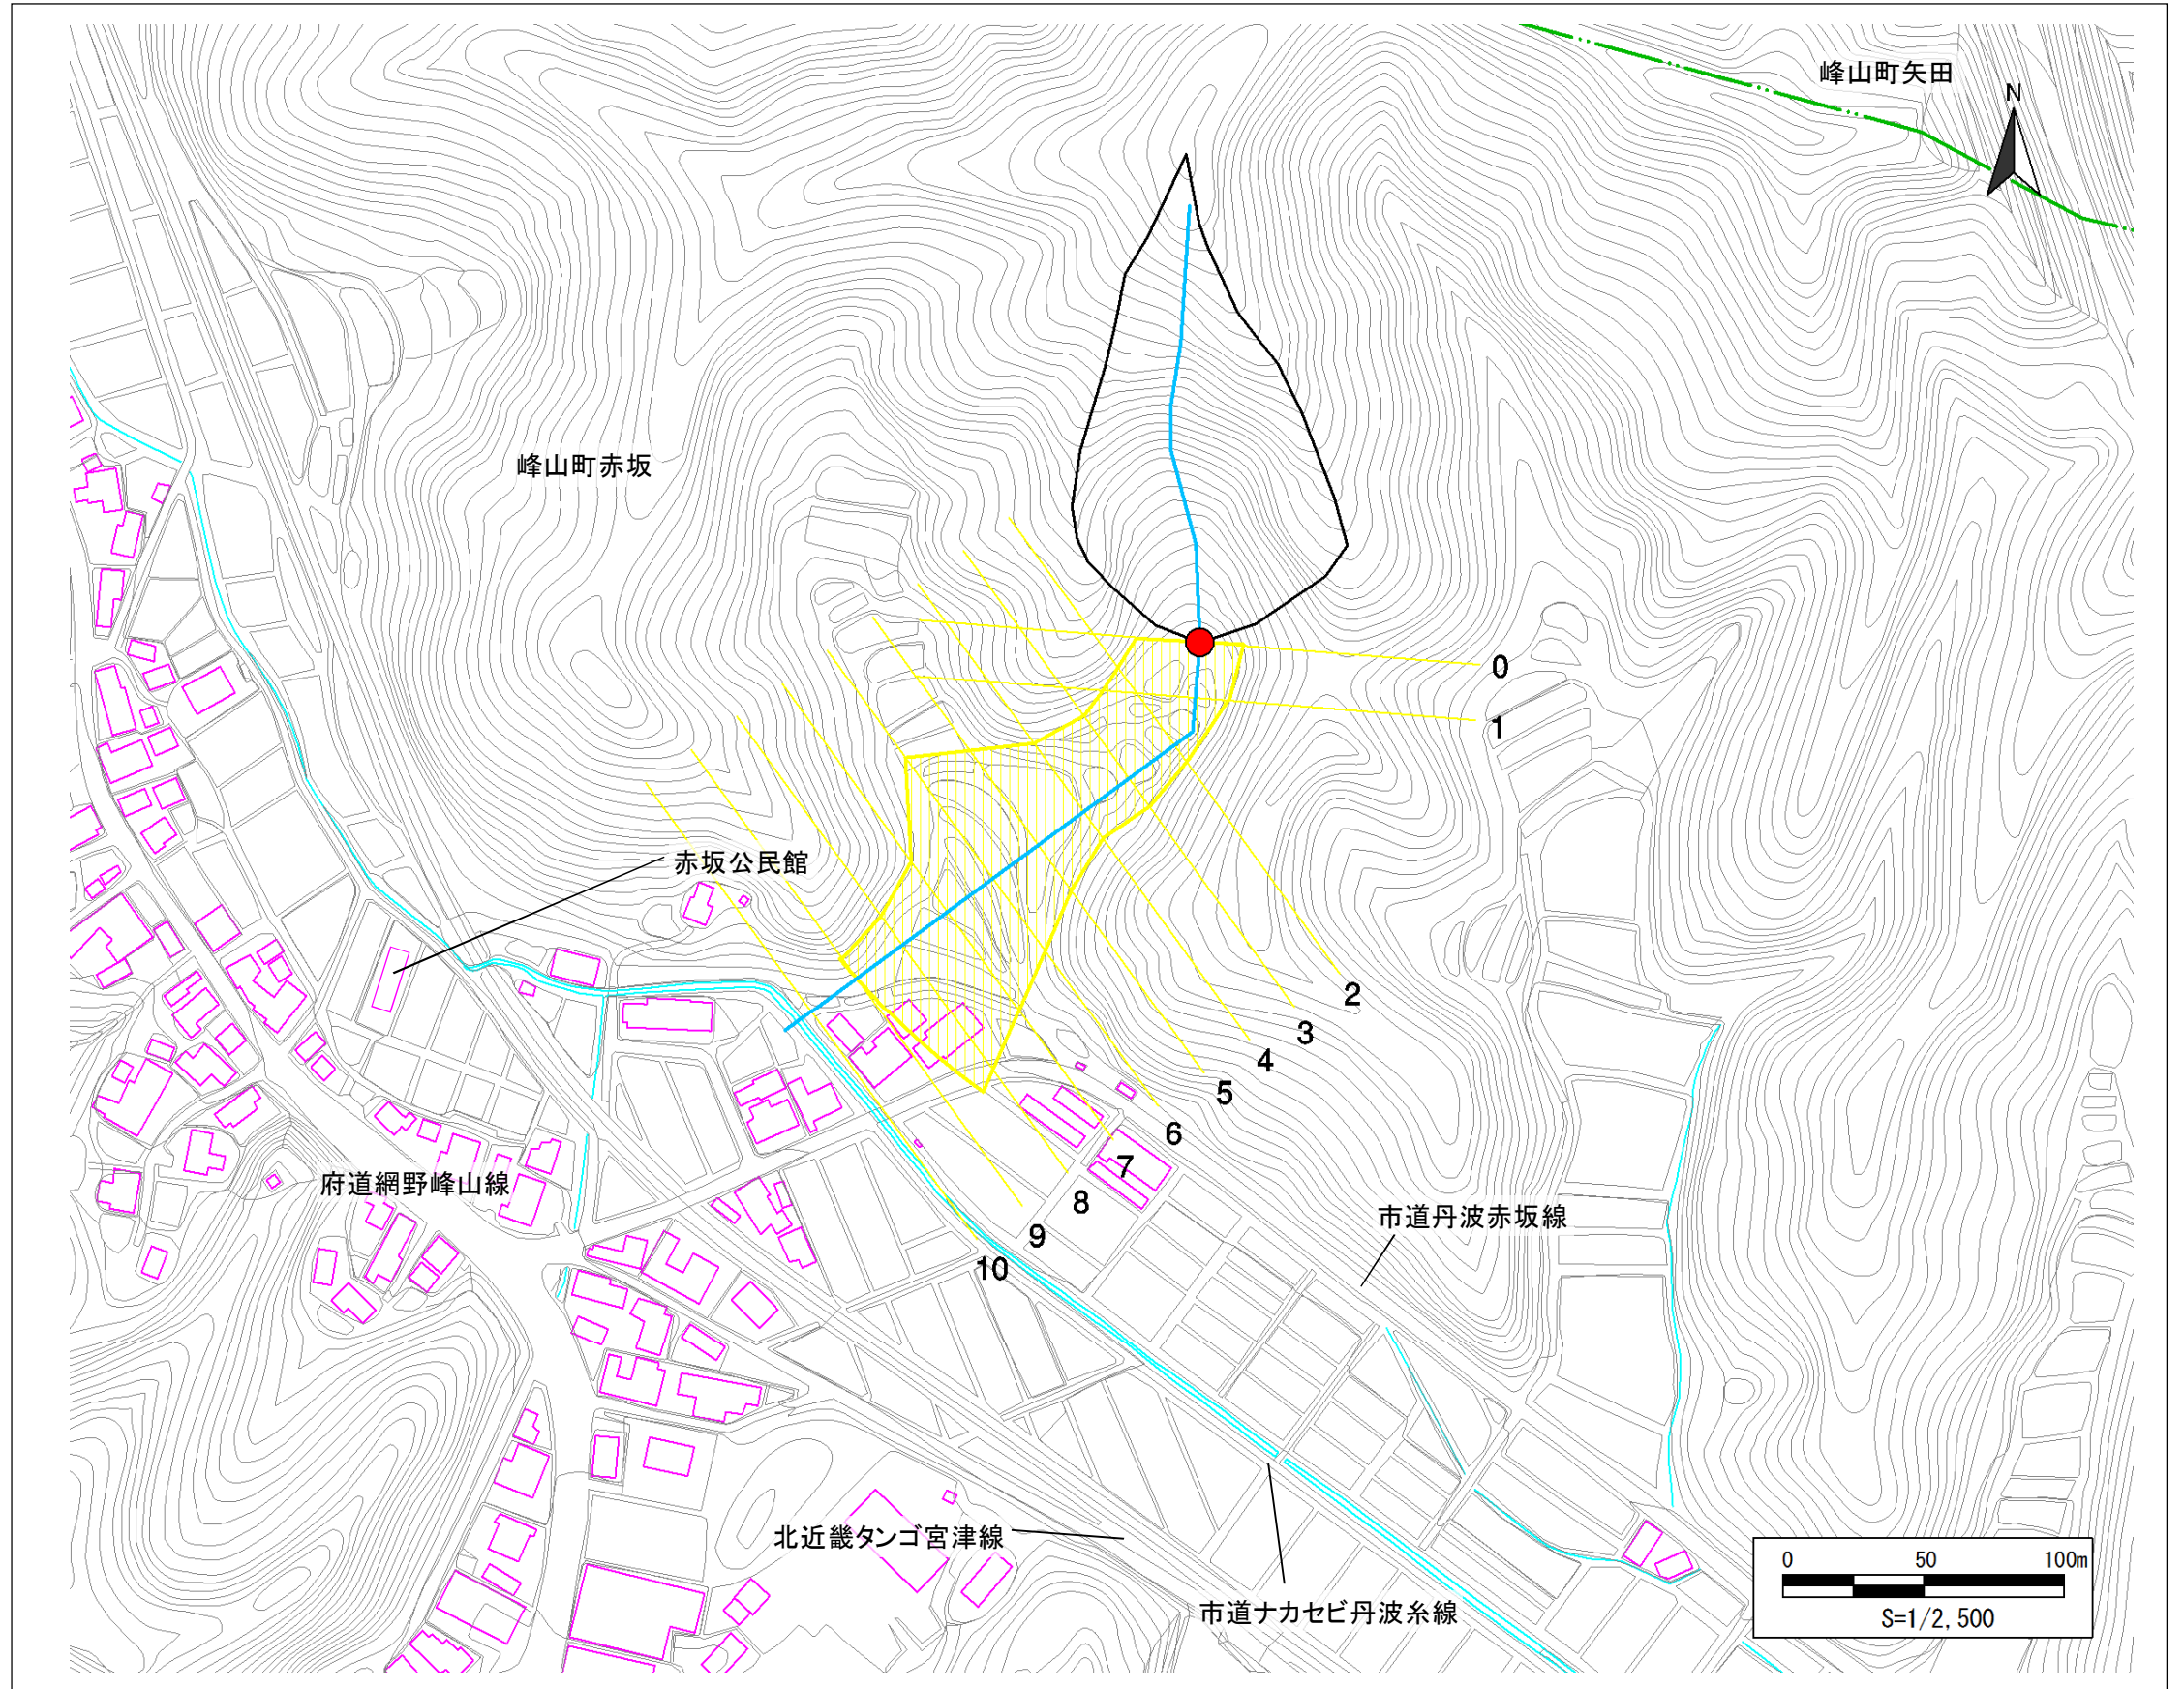 峰山町矢田
N
峰山町赤坂
0
1
赤坂公民館
2
3
4
5
6
7
8
9
10
府道網野峰山線
市道丹波赤坂線
北近畿タンゴ宮津線
市道ナカセビ丹波糸線
0 50 100m
S=1/2,500